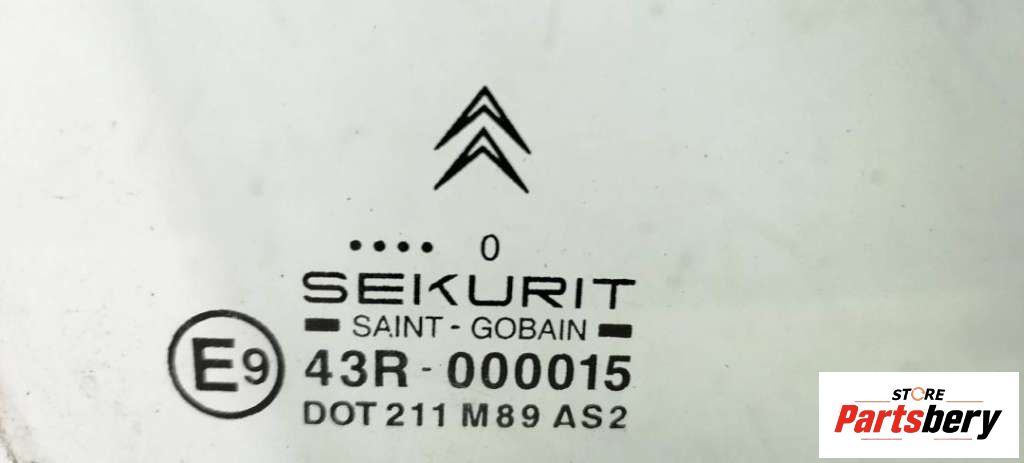 .... 0
SEKURIT
SAINT - GOBAIN
E9 43R - 000015
DOT 211 M89 AS2
STORE
Partsbery